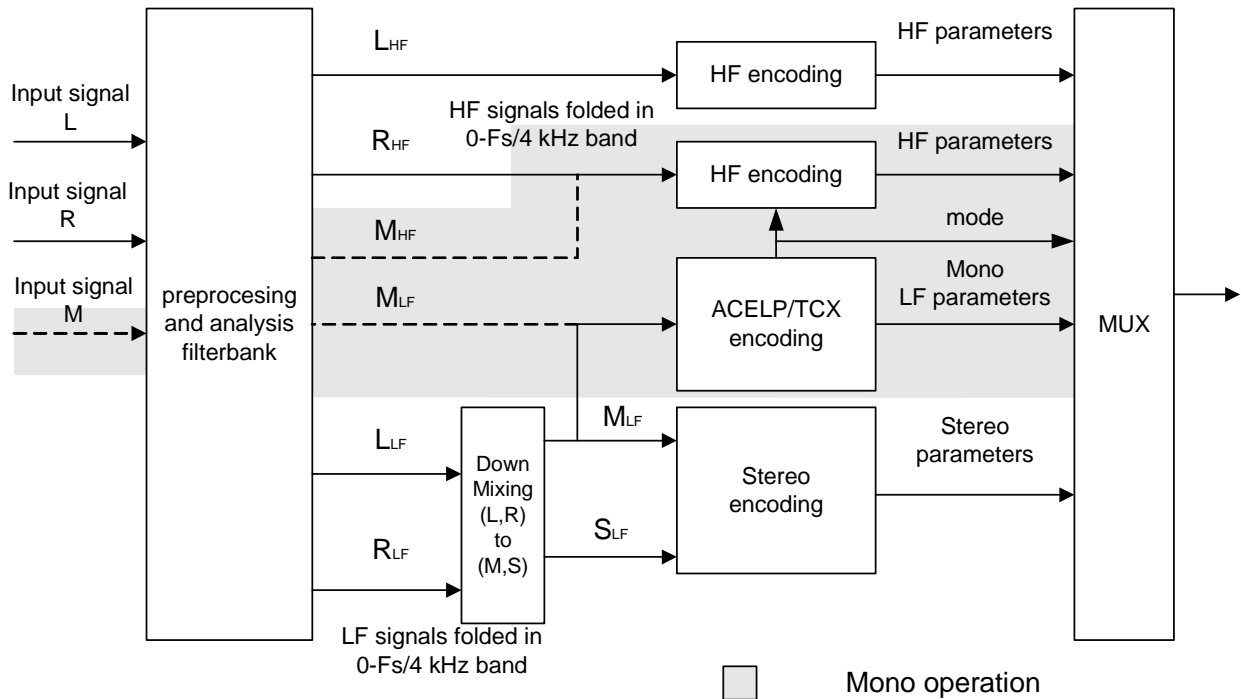 Input signal
L
Input signal
R
Input signal
M
preprocesing
and analysis
filterbank
LHF
HF signals folded in
0-Fs/4 kHz band
RHF
MHF
MLF
LLF
RLF
LF signals folded in
0-Fs/4 kHz band
Down
Mixing
(L,R)
to
(M,S)
MLF
SLF
HF encoding
HF encoding
ACELP/TCX
encoding
Stereo
encoding
HF parameters
HF parameters
mode
Mono
LF parameters
Stereo
parameters
MUX
Mono operation